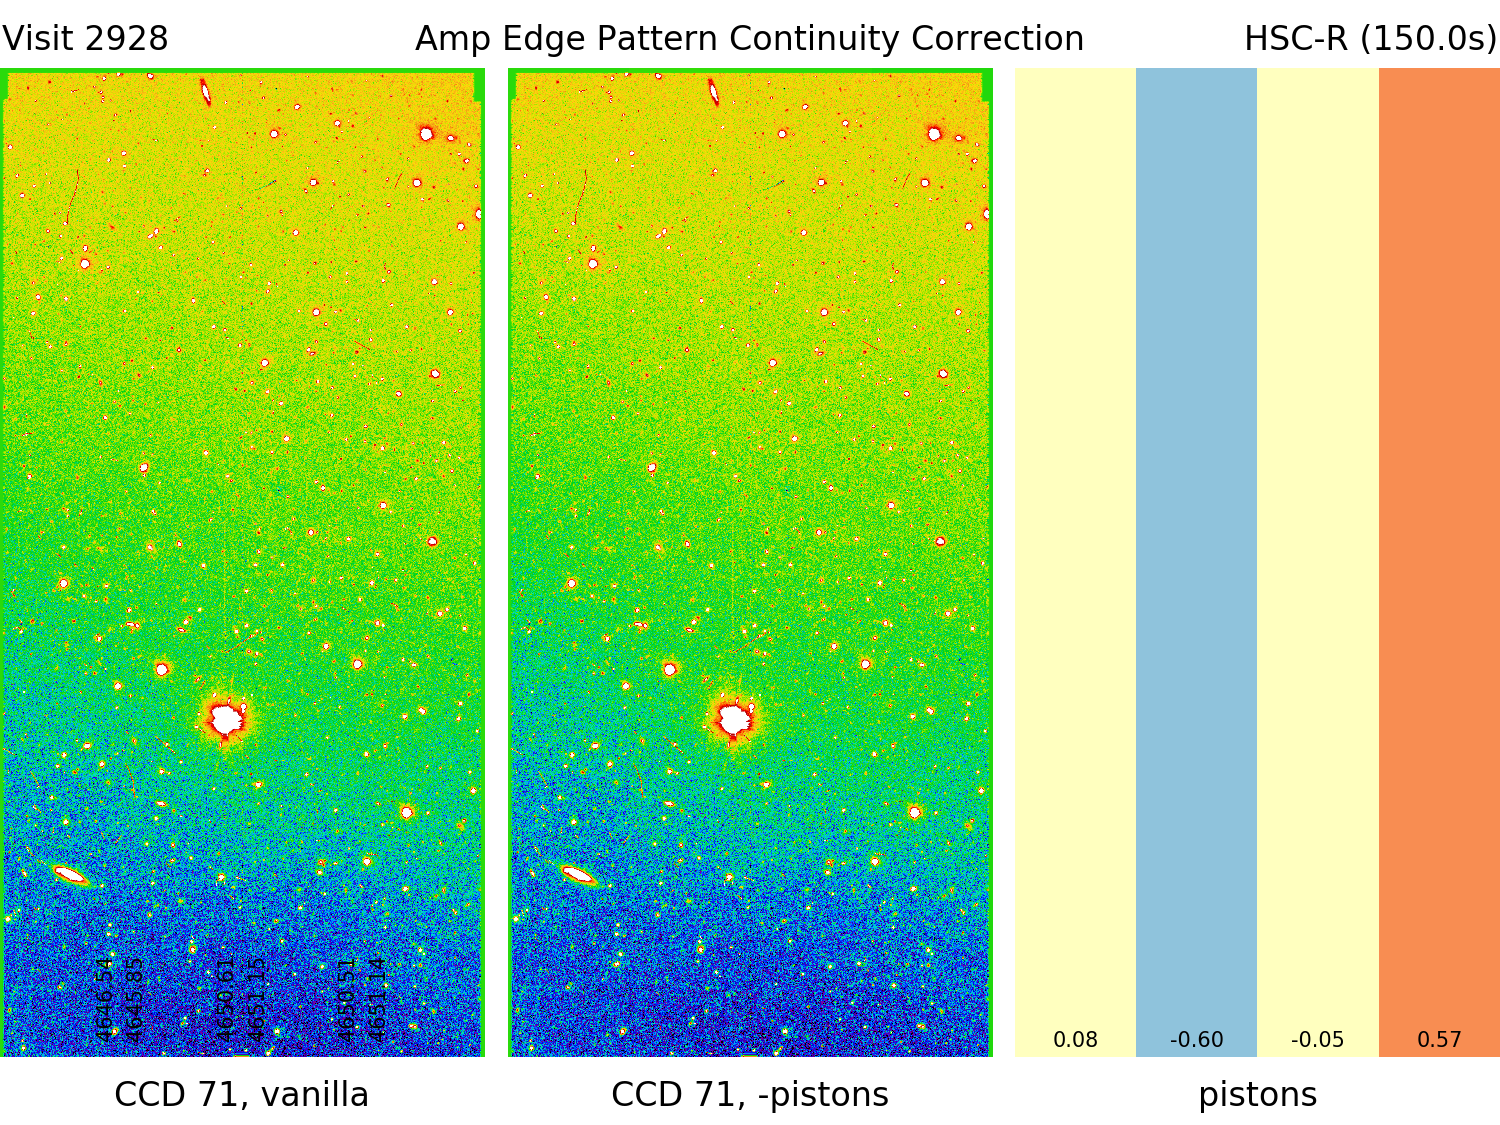 Visit 2928
Amp Edge Pattern Continuity Correction
HSC-R (150.0s)
4646.54
4645.85
4650.61
4651.15
4650.51
4651.14
0.08
-0.60
-0.05
0.57
CCD 71, vanilla
CCD 71, -pistons
pistons